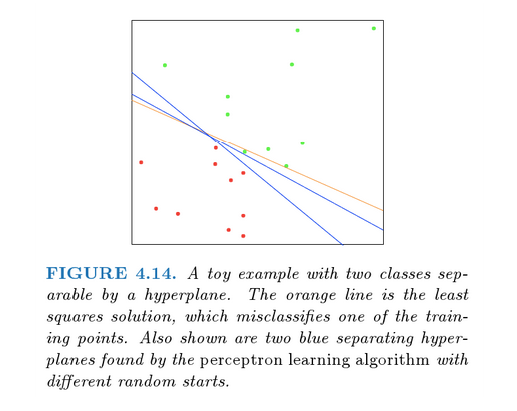 FIGURE 4.14. A toy example with two classes sep-
arable by a hyperplane. The orange line is the least
squares solution, which misclassifies one of the train-
ing points. Also shown are two blue separating hyper-
planes found by the perceptron learning algorithm with
different random starts.